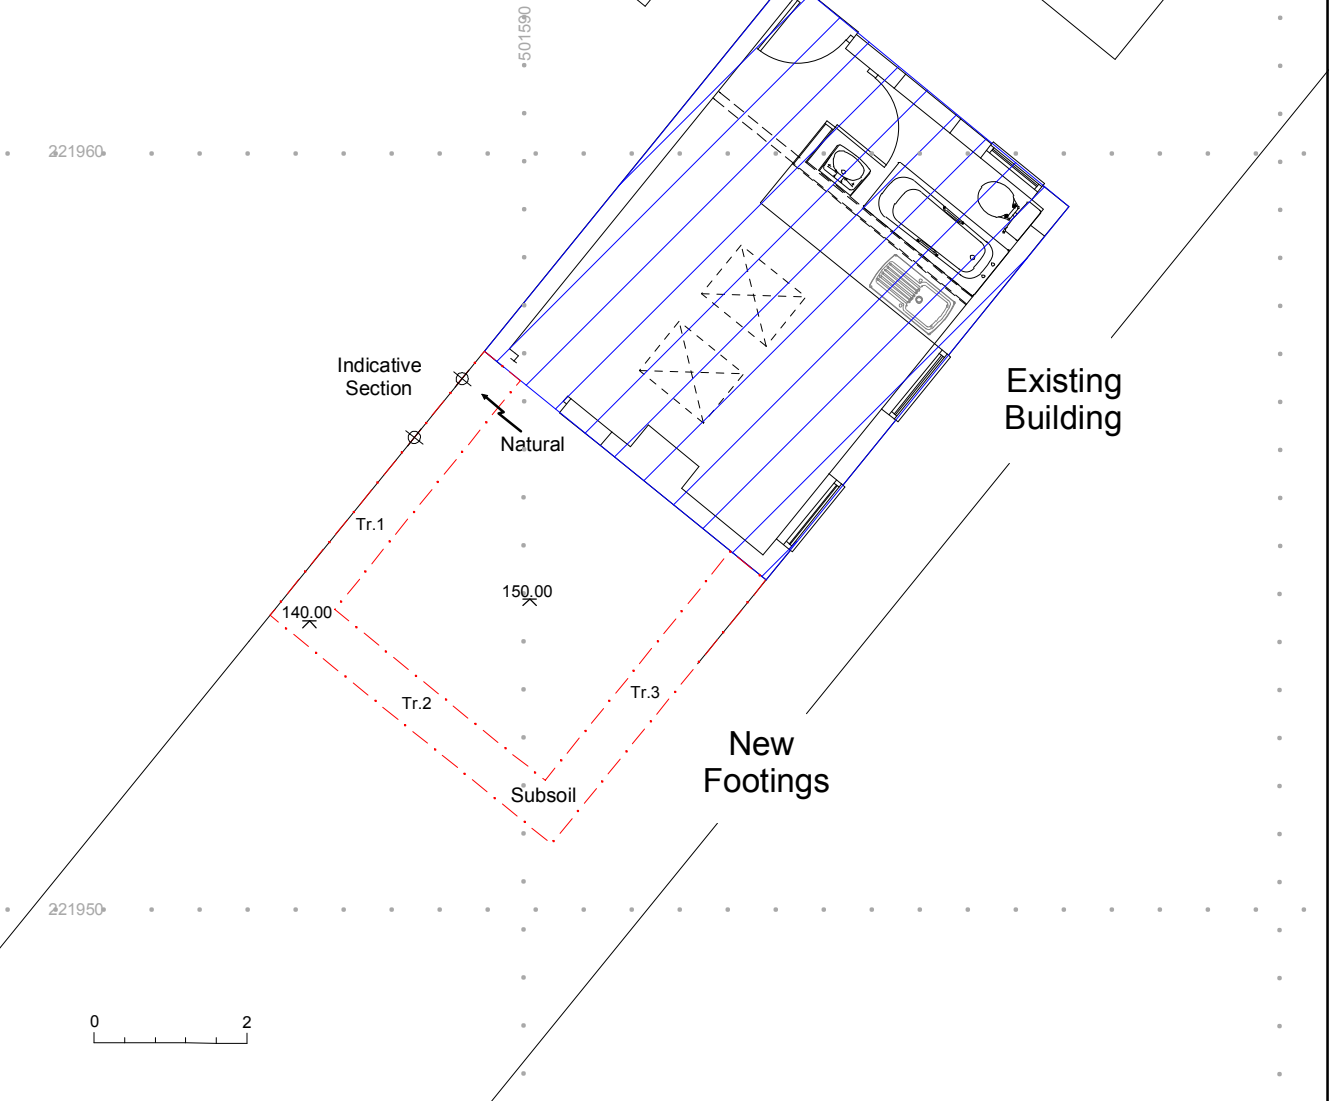 501590
221960
Indicative
Section
Existing
Building
Natural
Tr.1
150.00
140.00
Tr.3
Tr.2
New
Footings
Subsoil
221950
0 2